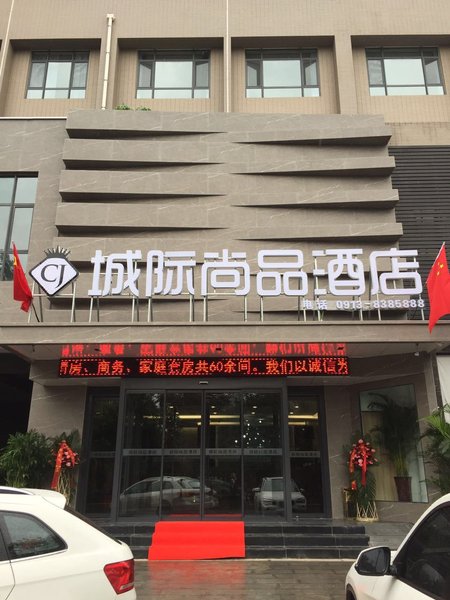 CJ 城际尚品酒店
电话 0913-8385888
房、商务、家庭套房共60余间。我们以诚信为